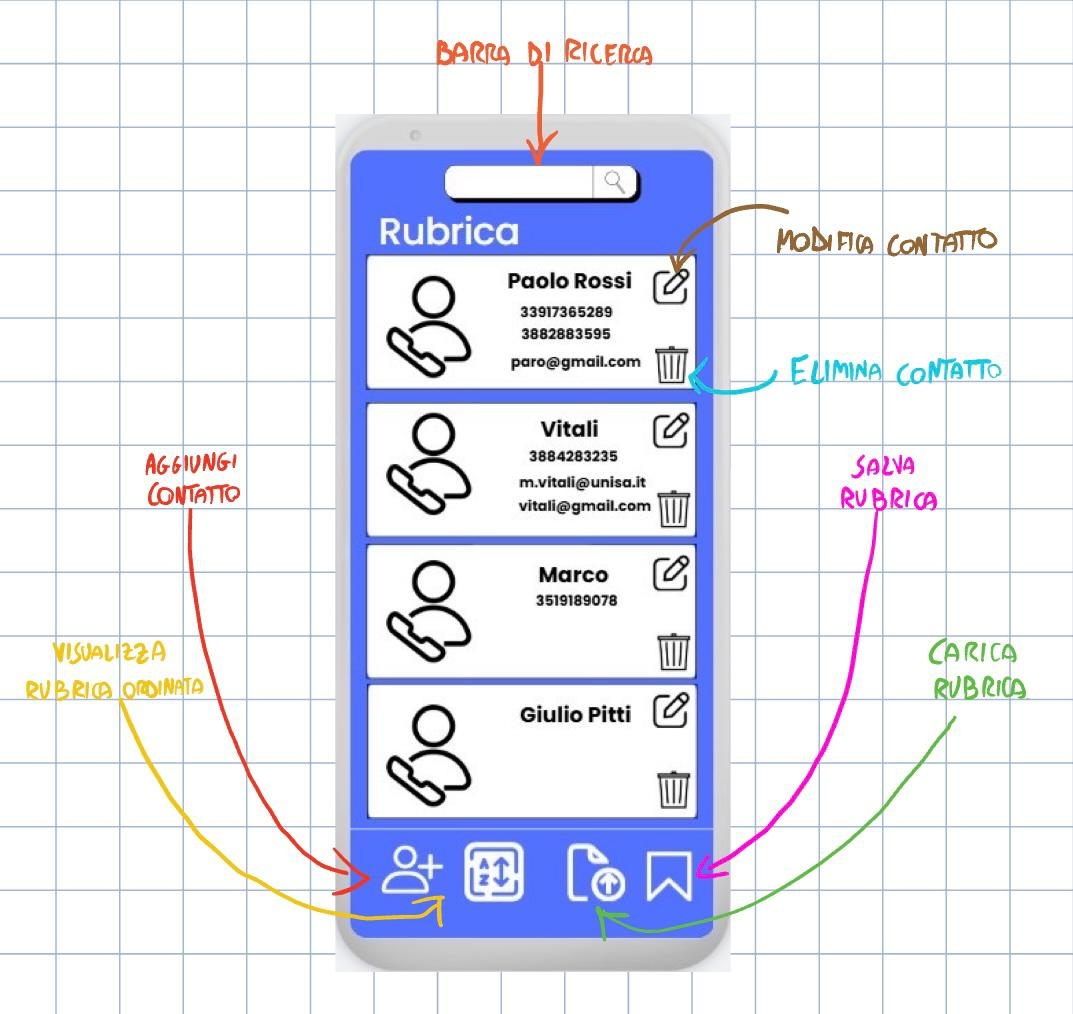 BARRA DI RICERCA
Rubrica
MODIFICA CONTATTO
Paolo Rossi
33917365289
3882883595
paro@gmail.com
ELIMINA CONTATTO
Vitali
3884283235
m.vitali@unisa.it
vitali@gmail.com
AGGIUNGI
CONTATTO
SALVA
RUBRICA
Marco
3519189078
VISUALIZZA
RUBRICA ORDINATA
CARICA
RUBRICA
Giulio Pitti
A
Z